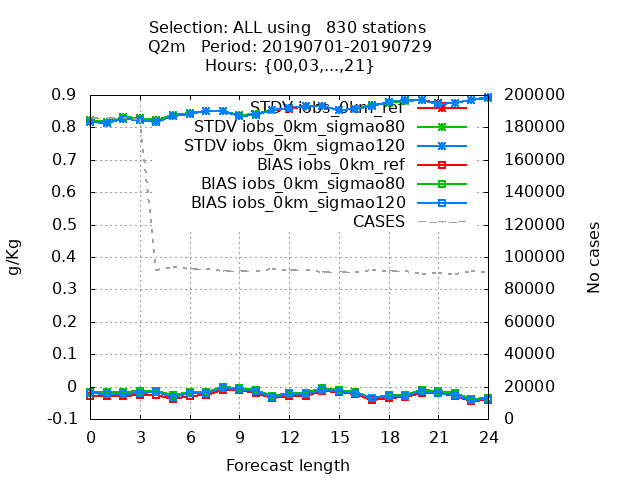 Selection: ALL using 830 stations
Q2m Period: 20190701-20190729
Hours: {00,03,...,21}
0.9
0.8
0.7
0.6
0.5
0.4
0.3
0.2
0.1
0
-0.1
g/Kg
STDV iobs_0km_ref
STDV iobs_0km_sigmao80
STDV iobs_0km_sigmao120
BIAS iobs_0km_ref
BIAS iobs_0km_sigmao80
BIAS iobs_0km_sigmao120
CASES
200000
180000
160000
140000
120000
100000
80000
60000
40000
20000
0
No cases
0 3 6 9 12 15 18 21 24
Forecast length